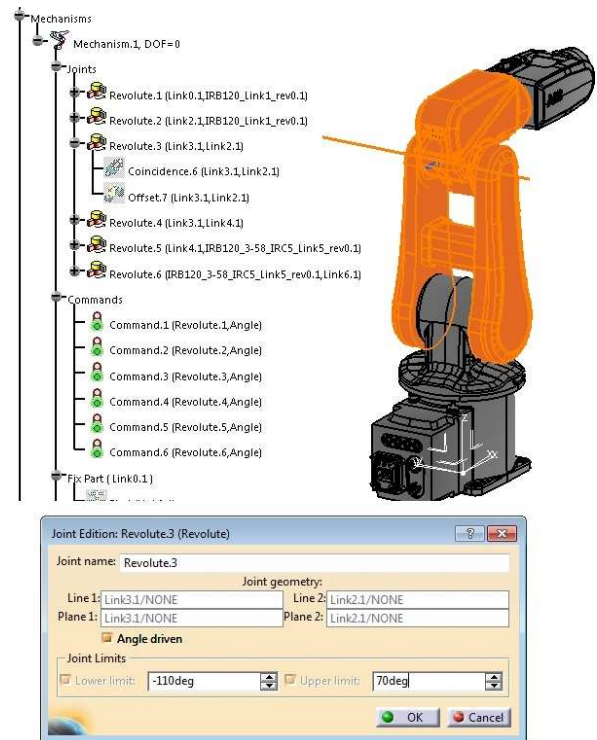 Mechanisms
Mechanism.1, DOF=0
Joints
Revolute.1 (Link0.1,IRB120_Link1_rev0.1)
Revolute.2 (Link2.1,IRB120_Link1_rev0.1)
Revolute.3 (Link3.1,Link2.1)
Coincidence.6 (Link3.1,Link2.1)
Offset.7 (Link3.1,Link2.1)
Revolute.4 (Link3.1,Link4.1)
Revolute.5 (Link4.1,IRB120_3-58_IRC5_Link5_rev0.1)
Revolute.6 (IRB120_3-58_IRC5_Link5_rev0.1,Link6.1)
Commands
Command.1 (Revolute.1,Angle)
Command.2 (Revolute.2,Angle)
Command.3 (Revolute.3,Angle)
Command.4 (Revolute.4,Angle)
Command.5 (Revolute.5,Angle)
Command.6 (Revolute.6,Angle)
Fix Part ( Link0.1 )
ABB
z
y
x
Joint Edition: Revolute.3 (Revolute)
Joint name: Revolute.3
Joint geometry:
Line 1: Link3.1/NONE Line 2: Link2.1/NONE
Plane 1: Link3.1/NONE Plane 2: Link2.1/NONE
Angle driven
Joint Limits
Lower limit: -110deg Upper limit: 70deg
OK Cancel